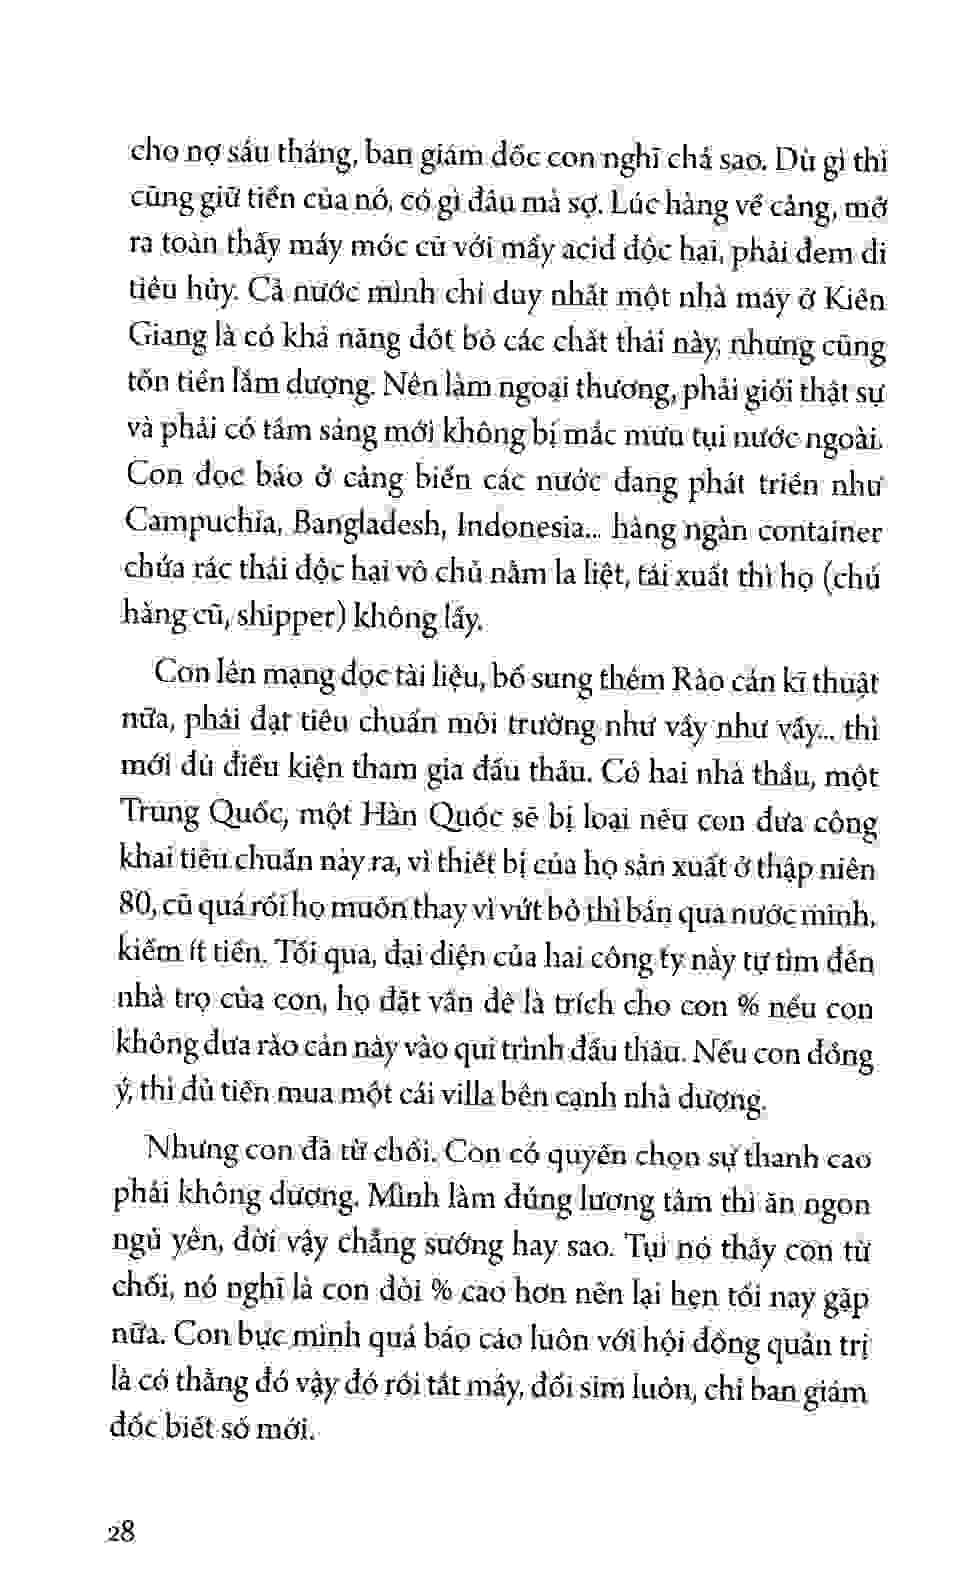 cho nợ sáu tháng, ban giám đốc con nghĩ chả sao. Dù gì thì
cũng giữ tiền của nó, có gì đâu mà sợ. Lúc hàng về cảng, mở
ra toàn thấy máy móc cũ với mấy acid độc hại, phải đem đi
tiêu hủy. Cả nước mình chỉ duy nhất một nhà máy ở Kiên
Giang là có khả năng đốt bỏ các chất thải này, nhưng cũng
tốn tiền lắm dượng. Nên làm ngoại thương, phải giỏi thật sự
và phải có tâm sáng mới không bị mắc mưu tụi nước ngoài.
Con đọc báo ở cảng biển các nước đang phát triển như
Campuchia, Bangladesh, Indonesia... hàng ngàn container
chứa rác thải độc hại vô chủ nằm la liệt, tái xuất thì họ (chủ
hàng cũ, shipper) không lấy.
Con lên mạng đọc tài liệu, bổ sung thêm Rào cản kĩ thuật
nữa, phải đạt tiêu chuẩn môi trường như vầy như vầy... thì
mới đủ điều kiện tham gia đấu thầu. Có hai nhà thầu, một
Trung Quốc, một Hàn Quốc sẽ bị loại nếu con đưa công
khai tiêu chuẩn này ra, vì thiết bị của họ sản xuất ở thập niên
80, cũ quá rồi họ muốn thay vì vứt bỏ thì bán qua nước mình,
kiếm ít tiền. Tối qua, đại diện của hai công ty này tự tìm đến
nhà trọ của con, họ đặt vấn đề là trích cho con % nếu con
không đưa rào cản này vào qui trình đấu thầu. Nếu con đồng
ý, thì đủ tiền mua một cái villa bên cạnh nhà dượng.
Nhưng con đã từ chối. Con có quyền chọn sự thanh cao
phải không dượng. Mình làm đúng lương tâm thì ăn ngon
ngủ yên, đời vậy chẳng sướng hay sao. Tụi nó thấy con từ
chối, nó nghĩ là con đòi % cao hơn nên lại hẹn tối nay gặp
nữa. Con bực mình quá báo cáo luôn với hội đồng quản trị
là có thằng đó vậy đó rồi tắt máy, đổi sim luôn, chỉ ban giám
đốc biết số mới.
28